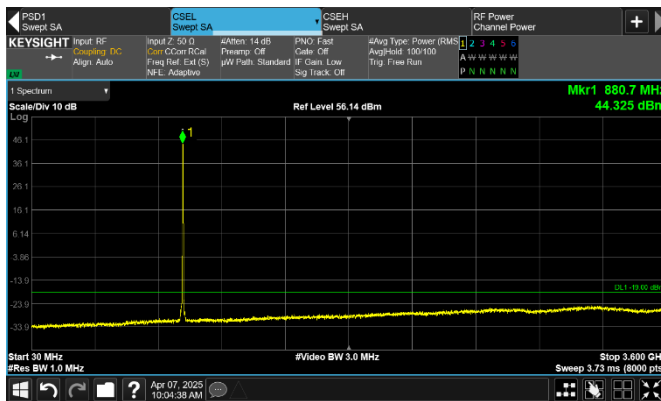 PSD1 CSEL CSEH RF Power
Swept SA Swept SA Swept SA Channel Power
KEYSIGHT Input: RF Input Z: 50 Ω #Atten: 14 dB PNO: Fast #Avg Type: Power (RMS 1 2 3 4 5 6
Coupling: DC Corr CCorr RCal Preamp: Off Gate: Off Avg|Hold: 100/100 A W W W W W
Align: Auto Freq Ref: Ext (S) µW Path: Standard IF Gain: Low Trig: Free Run
NFL: Adaptive Sig Track: Off P N N N N N
1 Spectrum Mkr1 880.7 MHz
Scale/Div 10 dB Ref Level 56.14 dBm 44.325 dBm
Log
1
46.1
36.1
26.1
16.1
6.14
-3.86
-13.9
DL1 -19.00 dBm
-23.9
-33.9
Start 30 MHz #Video BW 3.0 MHz Stop 3.600 GH
#Res BW 1.0 MHz Sweep 3.73 ms (8000 pts
? Apr 07, 2025
10:04:38 AM